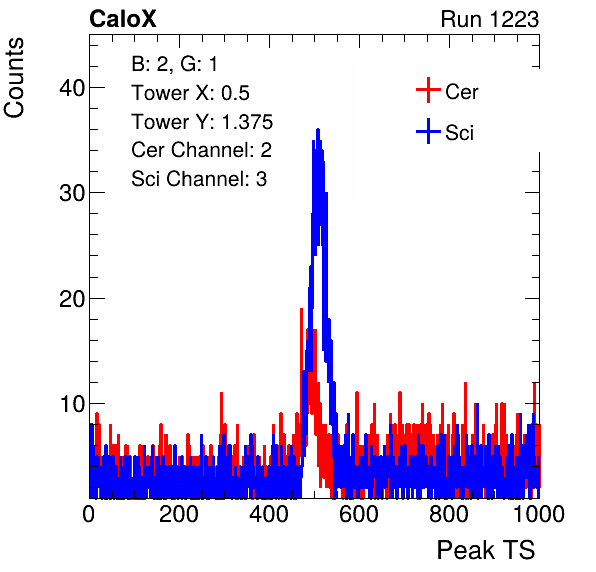 CaloX Run 1223
Counts
B: 2, G: 1
Tower X: 0.5
Tower Y: 1.375
Cer Channel: 2
Sci Channel: 3
Cer
Sci
40
30
20
10
0 200 400 600 800 1000
Peak TS